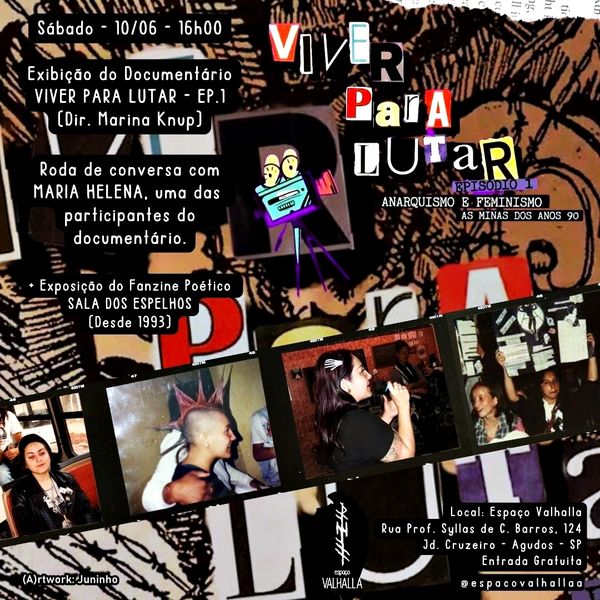 Sábado - 10/06 - 16h00
Exibição do Documentário
VIVER PARA LUTAR - EP.1
(Dir. Marina Knup)
Roda de conversa com
MARIA HELENA, uma das
participantes do
documentário.
+ Exposição do Fanzine Poético
SALA DOS ESPELHOS
(Desde 1993)
VIVER
PARA
LUTAR
EPISÓDIO 1
ANARQUISMO E FEMINISMO
AS MINAS DOS ANOS 90
Local: Espaço Valhalla
Rua Prof. Syllas de C. Barros, 124
Jd. Cruzeiro - Agudos - SP
Entrada Gratuita
@espacovalhallaa
espaço
VALHALLA
(A)rtwork: Juninho